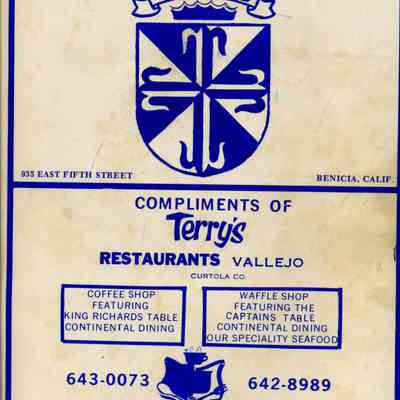 935 EAST FIFTH STREET BENICIA, CALIF.
COMPLIMENTS OF
Terry's
RESTAURANTS VALLEJO
CURTOLA CO.
COFFEE SHOP
FEATURING
KING RICHARDS TABLE
CONTINENTAL DINING
WAFFLE SHOP
FEATURING THE
CAPTAINS TABLE
CONTINENTAL DINING
OUR SPECIALITY SEAFOOD
643-0073 642-8989